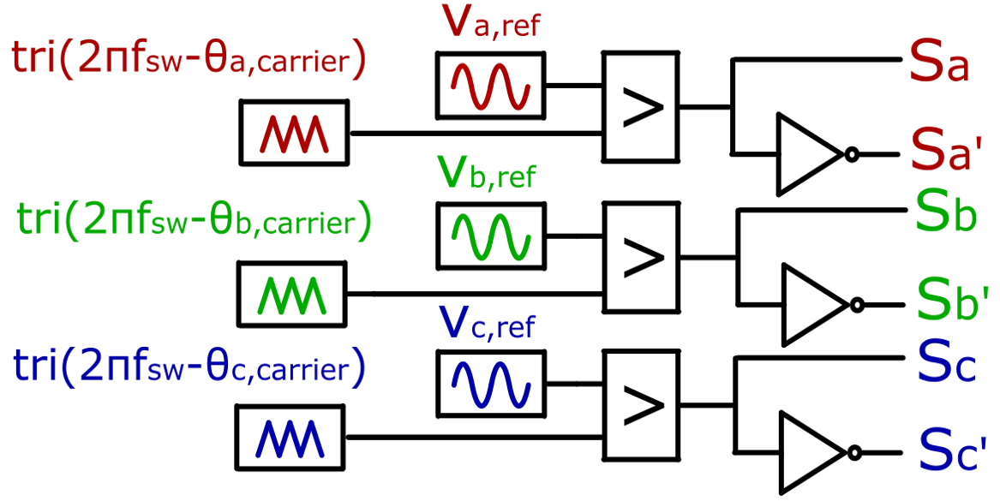 Va,ref
tri(2πfsw-θa,carrier)
>
Sa
Sa'
Vb,ref
tri(2πfsw-θb,carrier)
>
Sb
Sb'
Vc,ref
tri(2πfsw-θc,carrier)
>
Sc
Sc'